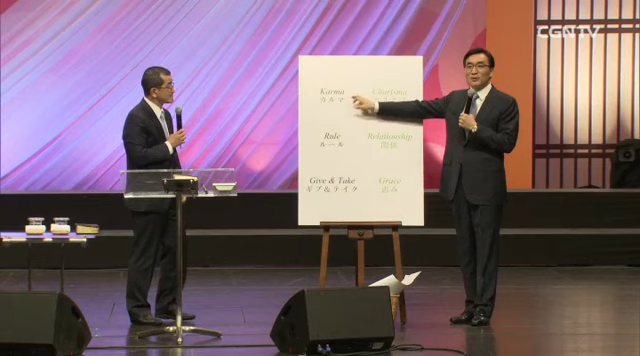 CGNTV
Karma
カルマ
Charisma
Rule
ルール
Relationship
関係
Give & Take
ギブ&テイク
Grace
恵み